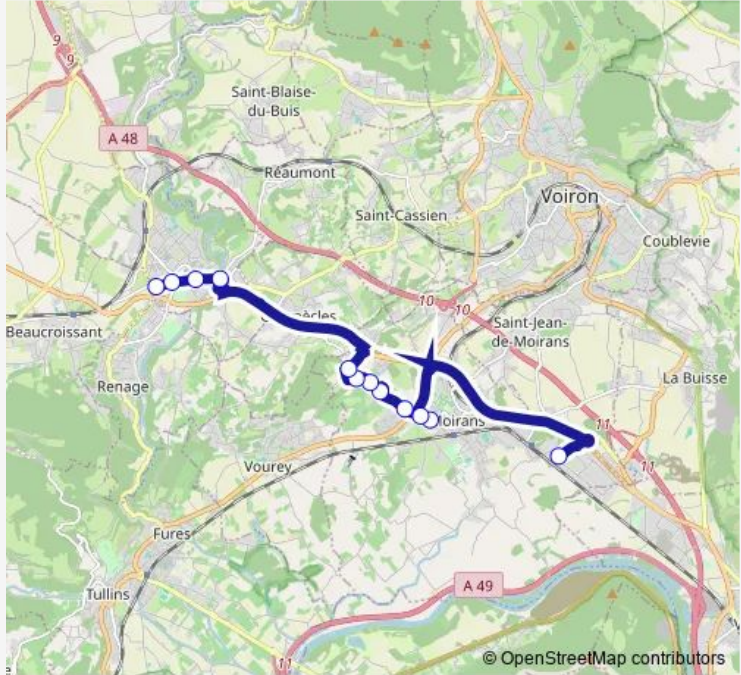 9
9
Saint-Blaise-
du-Buis
A 48
Réaumont
Voiron
Saint-Cassien
Coublevie
10
10
Beaucroissant
Saint-Jean-
de-Moirans
Renage
La Buisse
11
Vourey
11
Fures
A 49
Tullins
11
© OpenStreetMap contributors